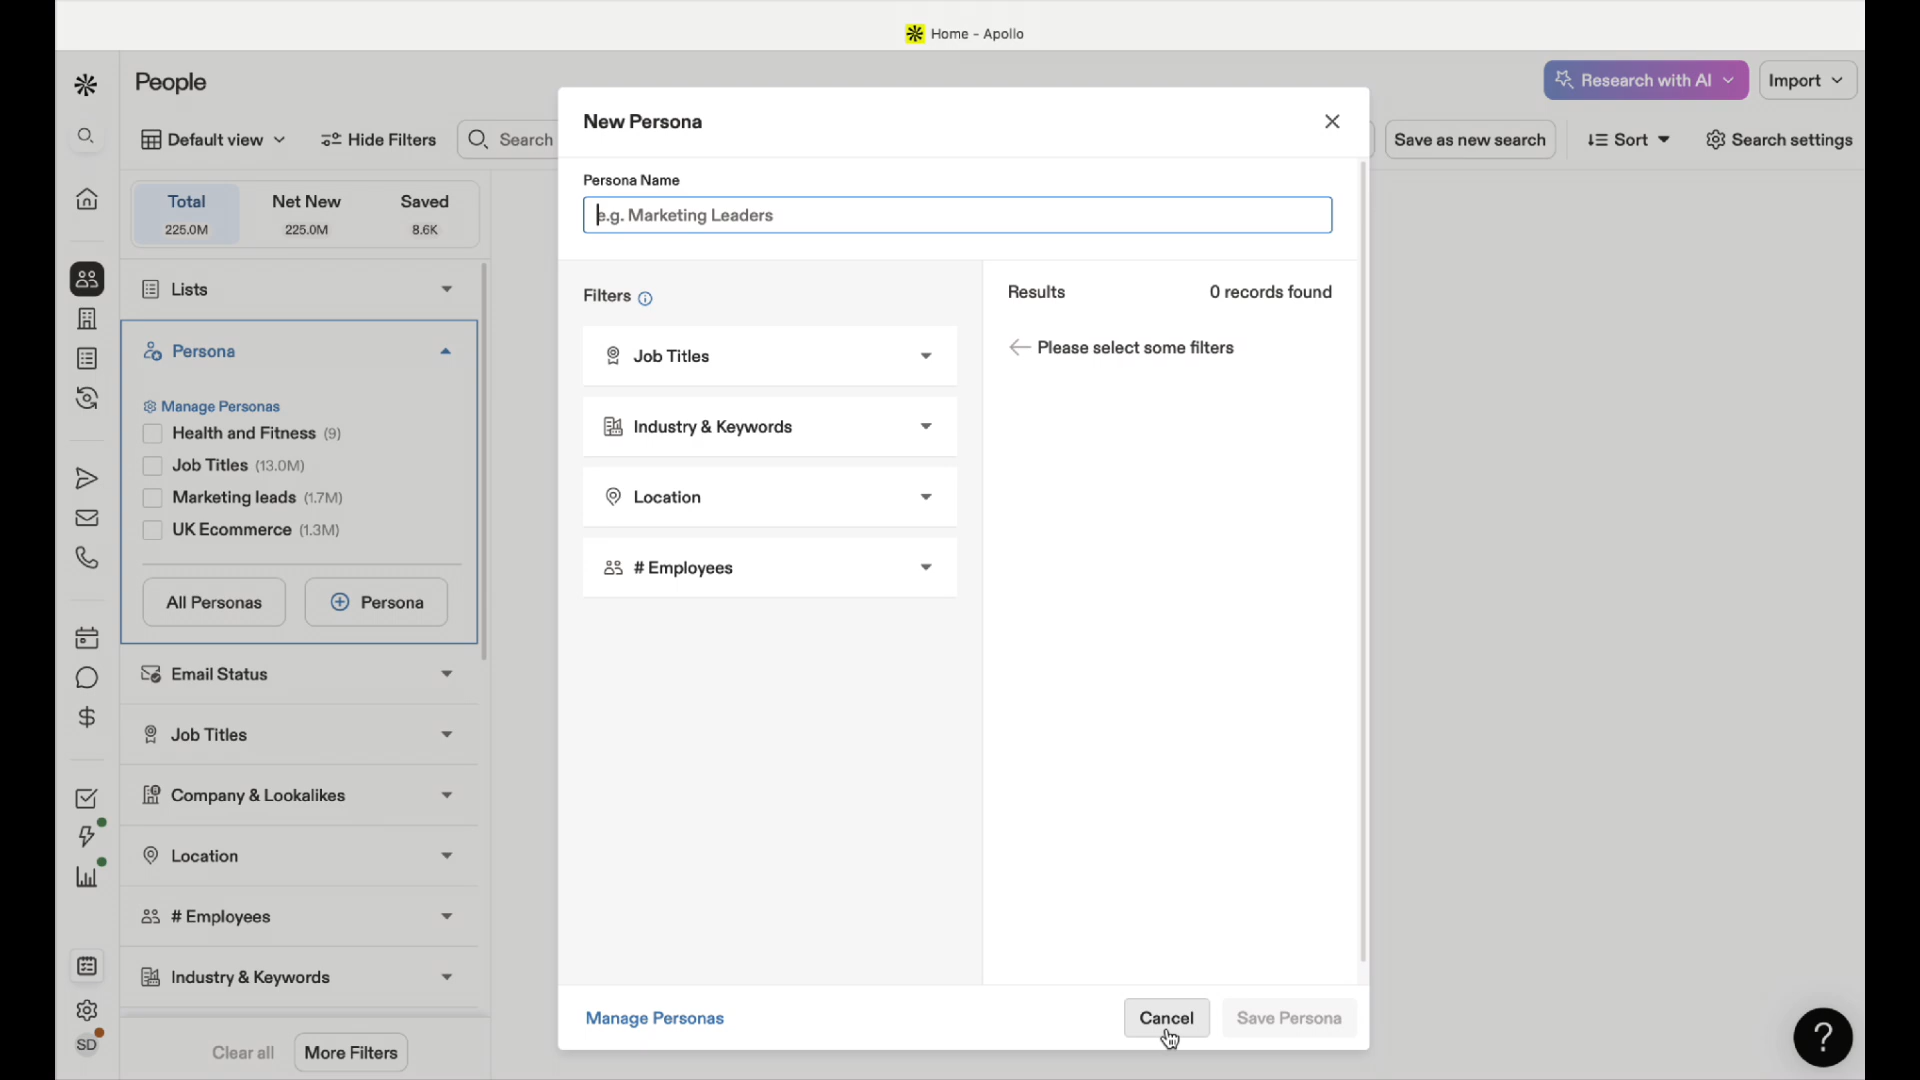 Home - Apollo
People
Research with AI
Import
Default view
Hide Filters
Search
Save as new search
Sort
Search settings
Total
225.0M
Net New
225.0M
Saved
8.6K
Lists
Persona
Manage Personas
Health and Fitness (9)
Job Titles (13.0M)
Marketing leads (1.7M)
UK Ecommerce (1.3M)
All Personas
Persona
Email Status
Job Titles
Company & Lookalikes
Location
# Employees
Industry & Keywords
Clear all
More Filters
SD
New Persona
Persona Name
e.g. Marketing Leaders
Filters
Job Titles
Industry & Keywords
Location
# Employees
Results
0 records found
Please select some filters
Manage Personas
Cancel
Save Persona
?